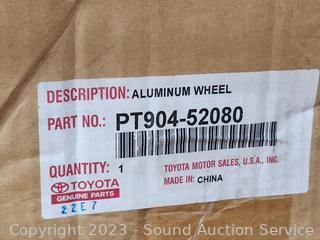 DESCRIPTION: ALUMINUM WHEEL
PART NO.: PT904-52080
QUANTITY: 1
TOYOTA MOTOR SALES, U.S.A., INC.
MADE IN: CHINA
TOYOTA
GENUINE PARTS
22E7
Copyright © 2023 - Sound Auction Service